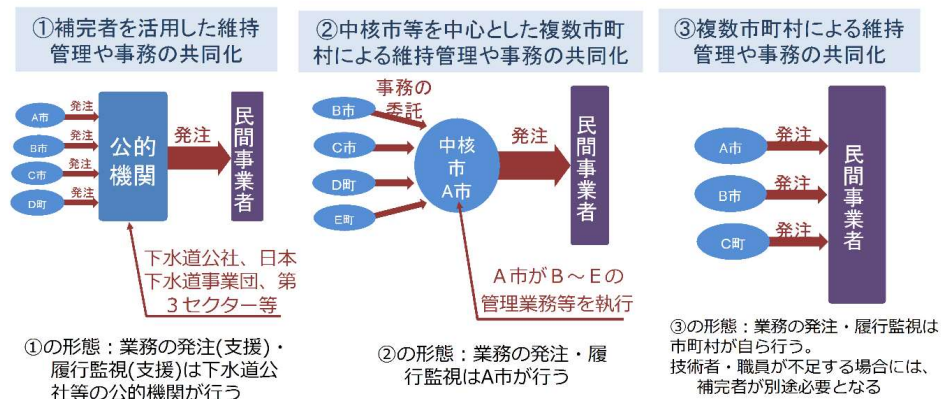 ①補完者を活用した維持
管理や事務の共同化
A市
B市
C市
D町
発注
発注
発注
発注
公的
機関
発注
民間事業者
下水道公社、日本
下水道事業団、第
３セクター等
①の形態：業務の発注(支援)・
履行監視(支援)は下水道公
社等の公的機関が行う
②中核市等を中心とした複数市町
村による維持管理や事務の共同化
事務の
委託
B市
C市
D町
E町
中核
市
A市
発注
民間事業者
Ａ市がＢ～Ｅの
管理業務等を執行
②の形態：業務の発注・履
行監視はA市が行う
③複数市町村による維持
管理や事務の共同化
A市
B市
C町
発注
発注
発注
民間事業者
③の形態：業務の発注・履行監視は
市町村が自ら行う。
技術者・職員が不足する場合には、
補完者が別途必要となる